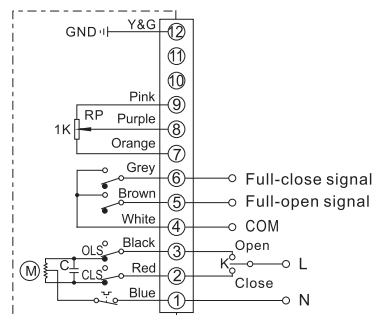 GND Y&G 12
11
10
Pink 9
RP Purple 8
1K
Orange 7
Grey 6 Full-close signal
Brown 5 Full-open signal
White 4 COM
OLS Black 3 Open
M C K L
CLS Red 2 Close
Blue 1 N